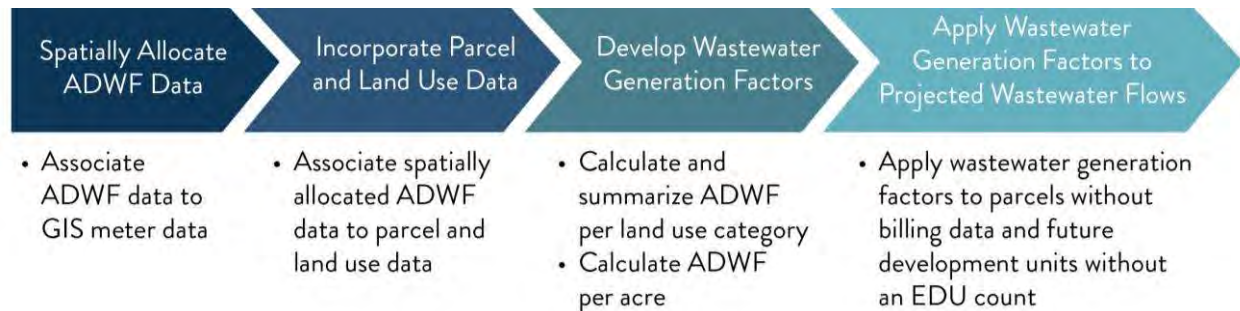 Spatially Allocate
ADWF Data
Incorporate Parcel
and Land Use Data
Develop Wastewater
Generation Factors
Apply Wastewater
Generation Factors to
Projected Wastewater Flows
• Associate
ADWF data to
GIS meter data
• Associate spatially
allocated ADWF
data to parcel and
land use data
• Calculate and
summarize ADWF
per land use category
• Calculate ADWF
per acre
• Apply wastewater generation
factors to parcels without
billing data and future
development units without
an EDU count